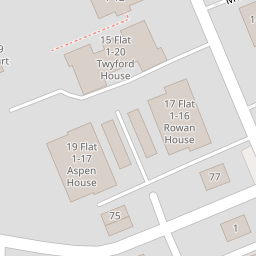 15 Flat
1-20
Twyford
House
17 Flat
1-16
Rowan
House
19 Flat
1-17
Aspen
House
77
75
1